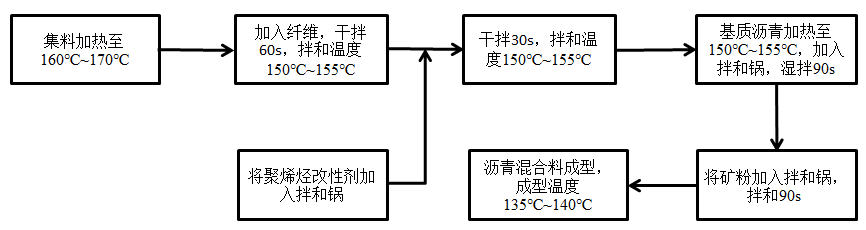 集料加热至
160℃~170℃
加入纤维，干拌
60s，拌和温度
150℃~155℃
干拌30s，拌和温
度150℃~155℃
基质沥青加热至
150℃~155℃，加入
拌和锅，湿拌90s
将聚烯烃改性剂加
入拌和锅
沥青混合料成型，
成型温度
135℃~140℃
将矿粉加入拌和锅，
拌和90s